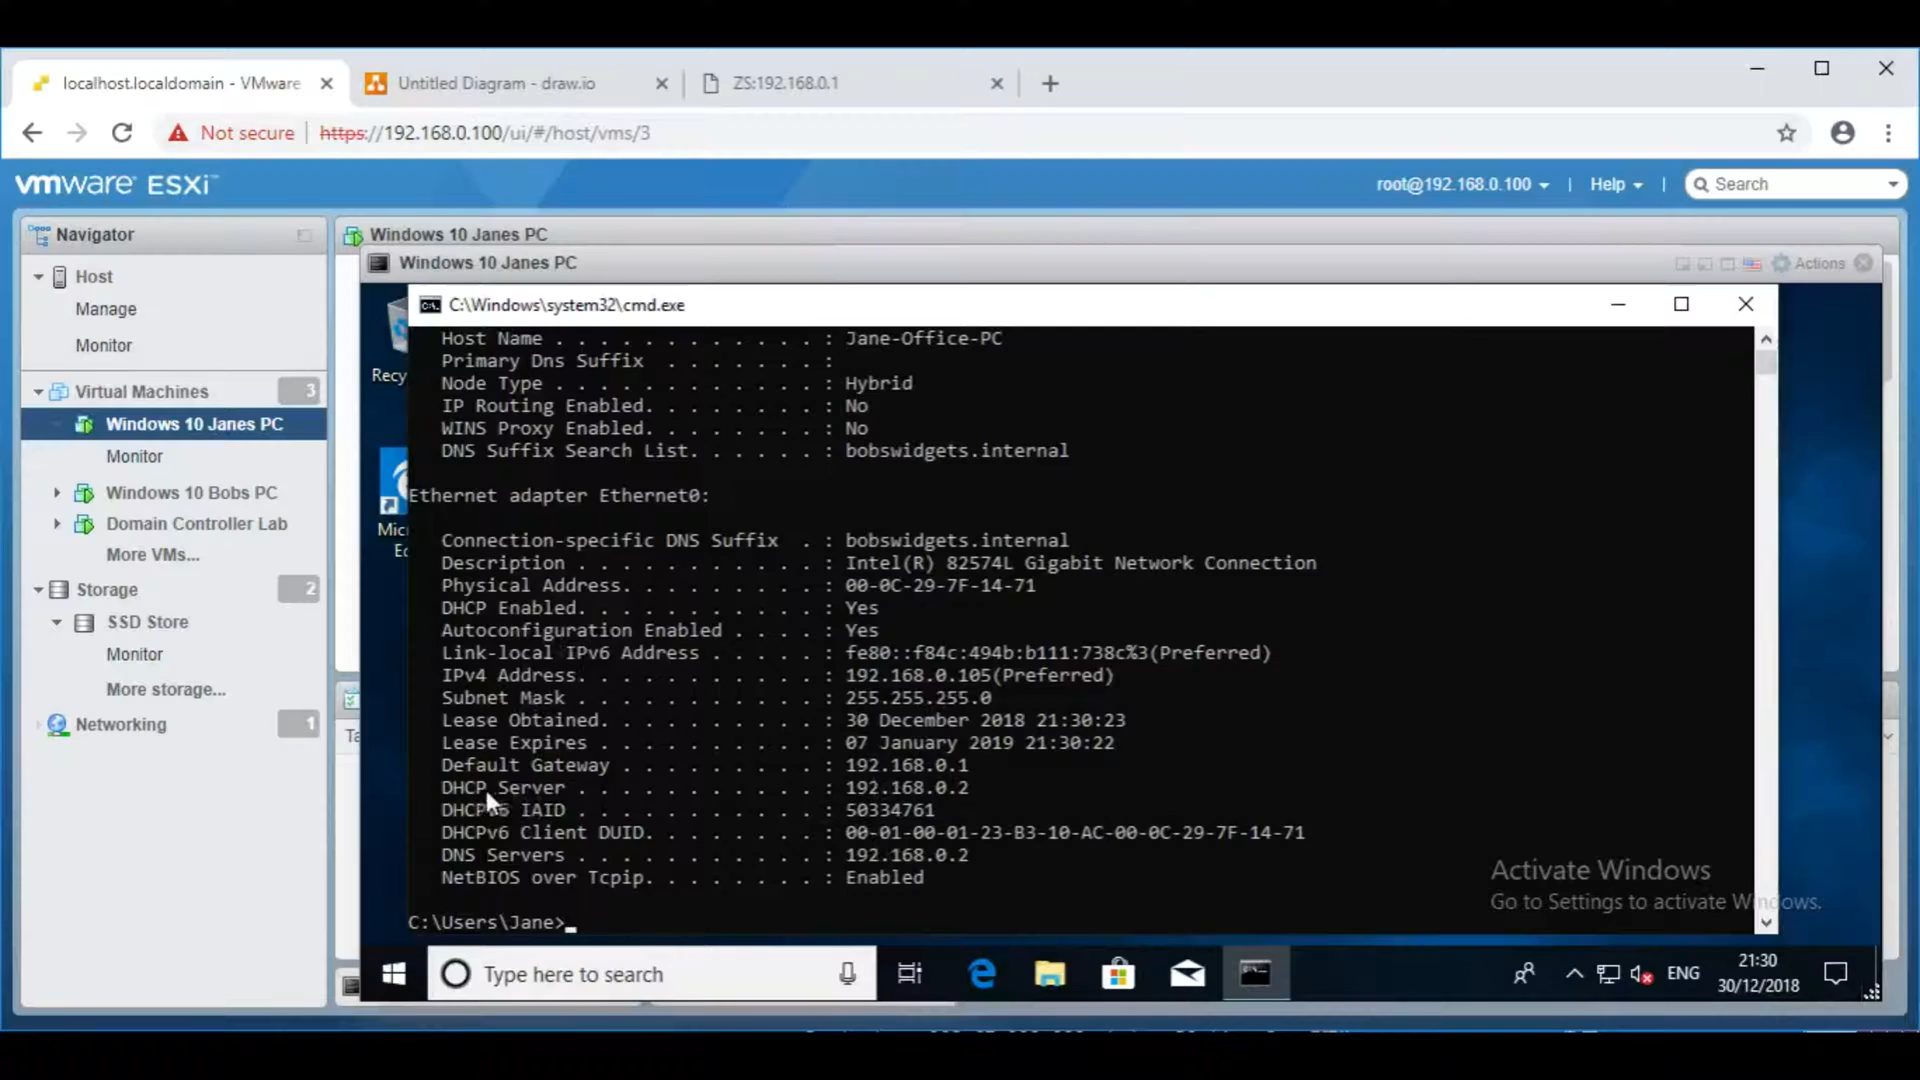 localhost.localdomain - VMware
Untitled Diagram - draw.io
ZS:192.168.0.1
Not secure
https://192.168.0.100/ui/#/host/vms/3
vmware ESXi™
root@192.168.0.100
Help
Search
Navigator
Host
Manage
Monitor
Virtual Machines 3
Windows 10 Janes PC
Monitor
Windows 10 Bobs PC
Domain Controller Lab
More VMs...
Storage 2
SSD Store
Monitor
More storage...
Networking 1
Windows 10 Janes PC
Windows 10 Janes PC
Actions
C:\Windows\system32\cmd.exe
Recy
Micr
Ec
Ta
Host Name . . . . . . . . . . . . : Jane-Office-PC
Primary Dns Suffix . . . . . . . :
Node Type . . . . . . . . . . . . : Hybrid
IP Routing Enabled. . . . . . . . : No
WINS Proxy Enabled. . . . . . . . : No
DNS Suffix Search List. . . . . . : bobswidgets.internal
Ethernet adapter Ethernet0:
Connection-specific DNS Suffix . : bobswidgets.internal
Description . . . . . . . . . . . : Intel(R) 82574L Gigabit Network Connection
Physical Address. . . . . . . . . : 00-0C-29-7F-14-71
DHCP Enabled. . . . . . . . . . . : Yes
Autoconfiguration Enabled . . . . : Yes
Link-local IPv6 Address . . . . . : fe80::f84c:494b:b111:738c%3(Preferred)
IPv4 Address. . . . . . . . . . . : 192.168.0.105(Preferred)
Subnet Mask . . . . . . . . . . . : 255.255.255.0
Lease Obtained. . . . . . . . . . : 30 December 2018 21:30:23
Lease Expires . . . . . . . . . . : 07 January 2019 21:30:22
Default Gateway . . . . . . . . . : 192.168.0.1
DHCP Server . . . . . . . . . . . : 192.168.0.2
DHCPv6 IAID . . . . . . . . . . . : 50334761
DHCPv6 Client DUID. . . . . . . . : 00-01-00-01-23-B3-10-AC-00-0C-29-7F-14-71
DNS Servers . . . . . . . . . . . : 192.168.0.2
NetBIOS over Tcpip. . . . . . . . : Enabled
C:\Users\Jane>
Activate Windows
Go to Settings to activate Windows.
Type here to search
ENG
21:30
30/12/2018